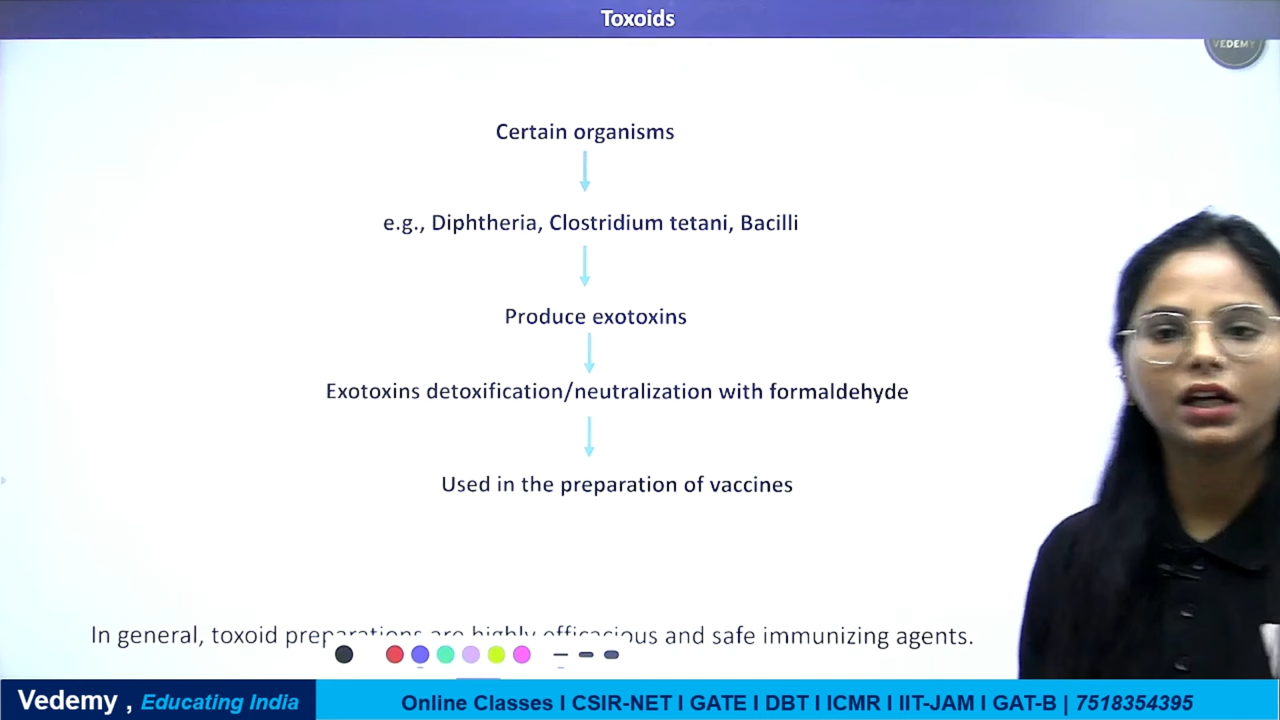 Toxoids
VEDEMY
Certain organisms
e.g., Diphtheria, Clostridium tetani, Bacilli
Produce exotoxins
Exotoxins detoxification/neutralization with formaldehyde
Used in the preparation of vaccines
In general, toxoid preparations are highly efficacious and safe immunizing agents.
Vedemy , Educating India
Online Classes I CSIR-NET I GATE I DBT I ICMR I IIT-JAM I GAT-B | 7518354395